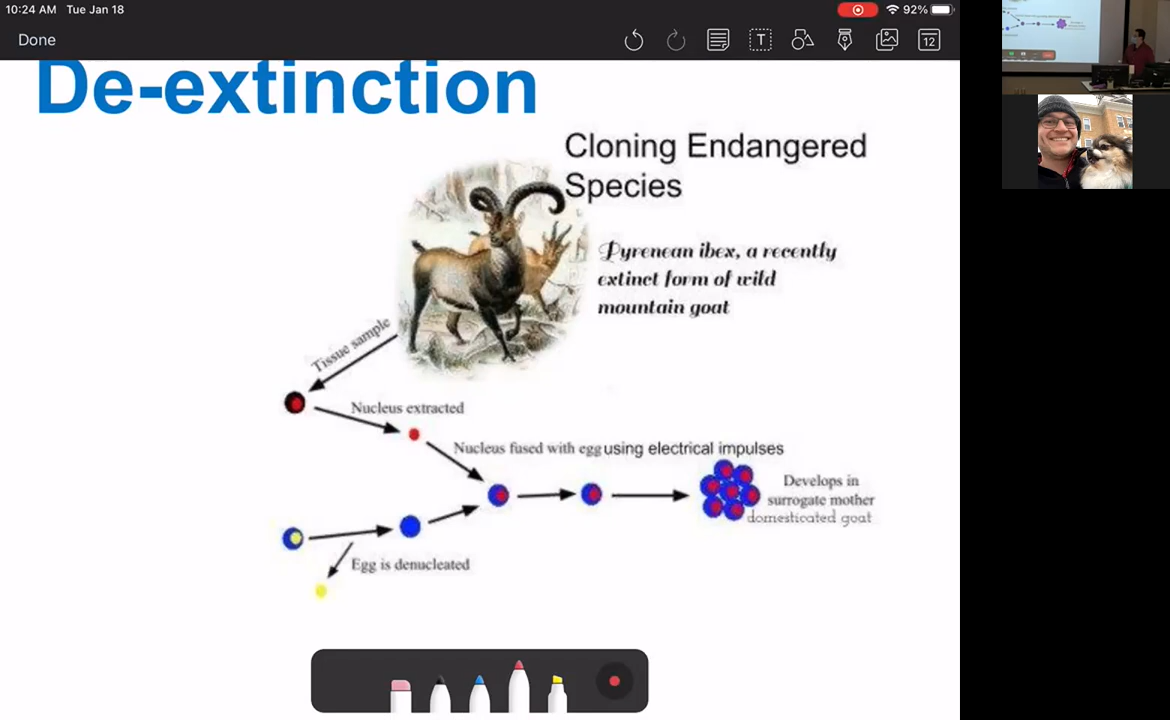 10:24 AM Tue Jan 18
92%
Done
T
12
De-extinction
Cloning Endangered
Species
Pyrenean ibex, a recently
extinct form of wild
mountain goat
Tissue sample
Nucleus extracted
Nucleus fused with egg using electrical impulses
Develops in
surrogate mother
domesticated goat
Egg is denucleated